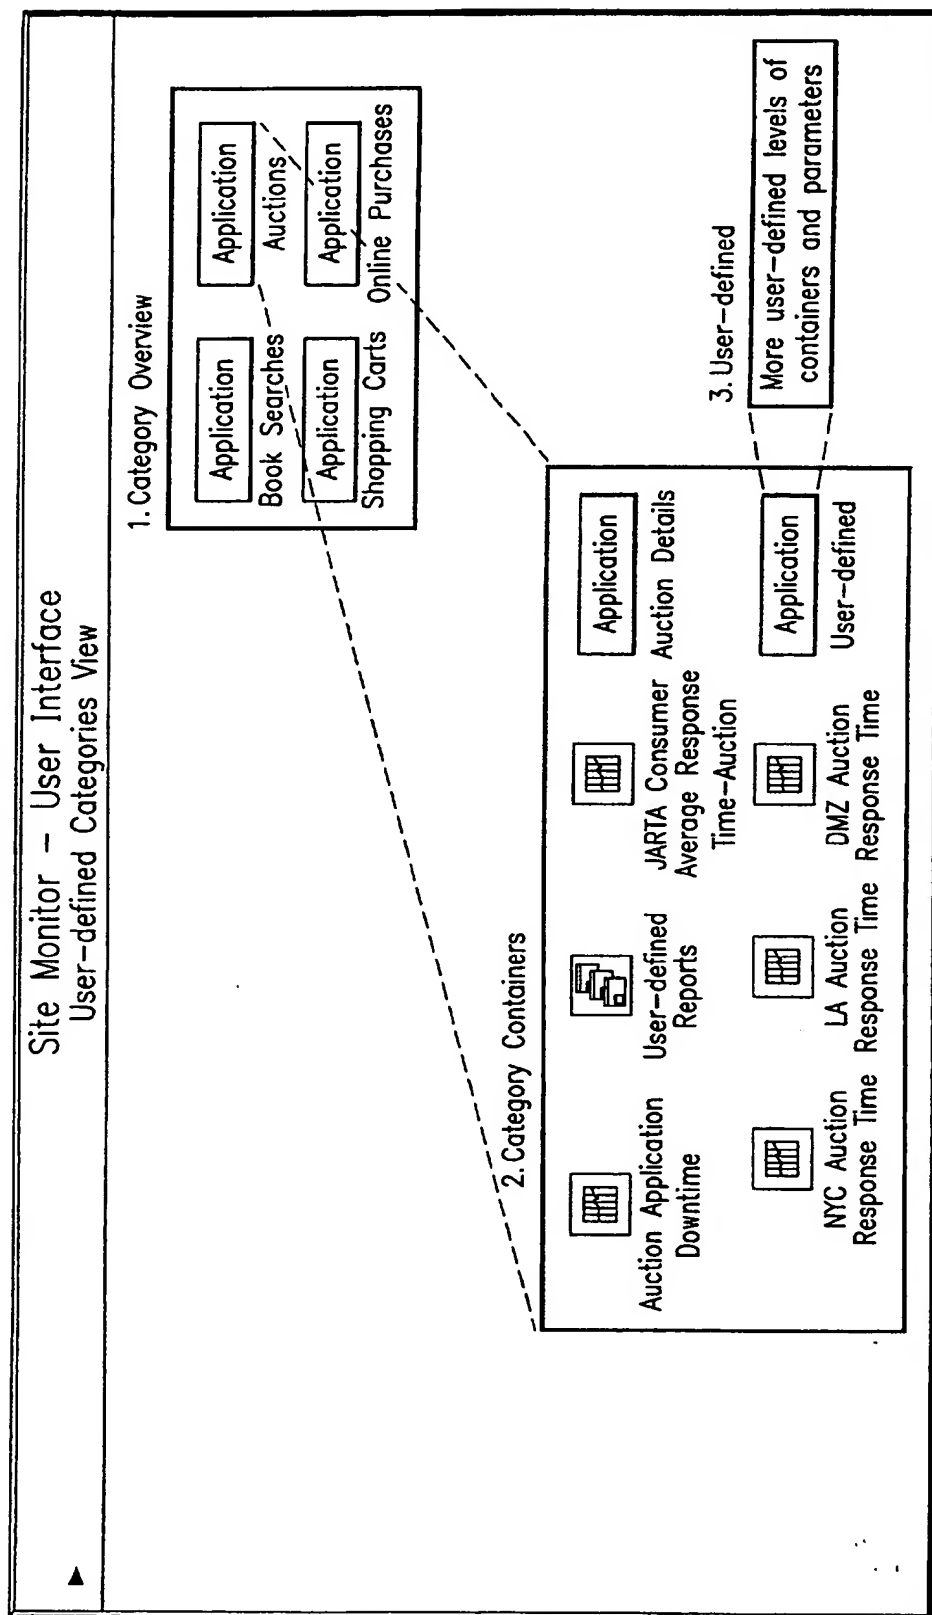 Site Monitor – User Interface
User-defined Categories View
1. Category Overview
Application
Application
Book Searches
Auctions
Application
Application
Shopping Carts
Online Purchases
2. Category Containers
Auction Application
Downtime
User-defined
Reports
JARTA Consumer
Average Response
Time-Auction
Application
Auction Details
NYC Auction
Response Time
LA Auction
Response Time
DMZ Auction
Response Time
Application
User-defined
3. User-defined
More user-defined levels of
containers and parameters